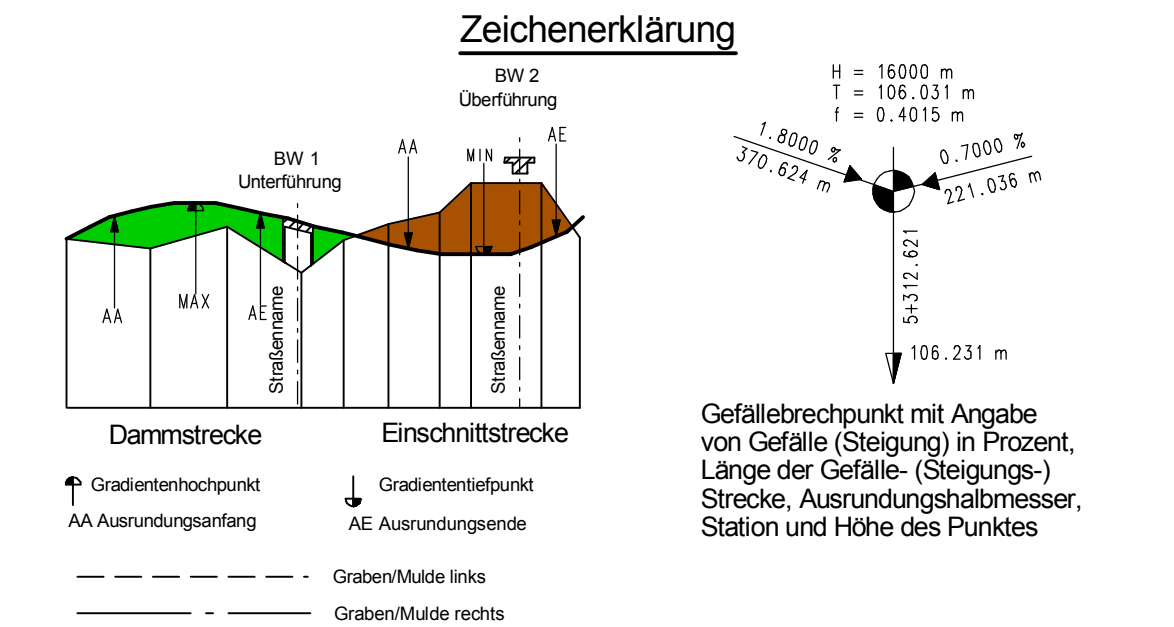 Zeichenerklärung
BW 2
Überführung
BW 1
Unterführung
AA
MIN
AE
AA
MAX
AE
Straßenname
Straßenname
Dammstrecke
Einschnittstrecke
Gradientenhochpunkt
Gradiententiefpunkt
AA Ausrundungsanfang
AE Ausrundungsende
Graben/Mulde links
Graben/Mulde rechts
H = 16000 m
T = 106.031 m
f = 0.4015 m
1.8000 %
370.624 m
0.7000 %
221.036 m
5+312.621
106.231 m
Gefällebrechpunkt mit Angabe
von Gefälle (Steigung) in Prozent,
Länge der Gefälle- (Steigungs-)
Strecke, Ausrundungshalbmesser,
Station und Höhe des Punktes